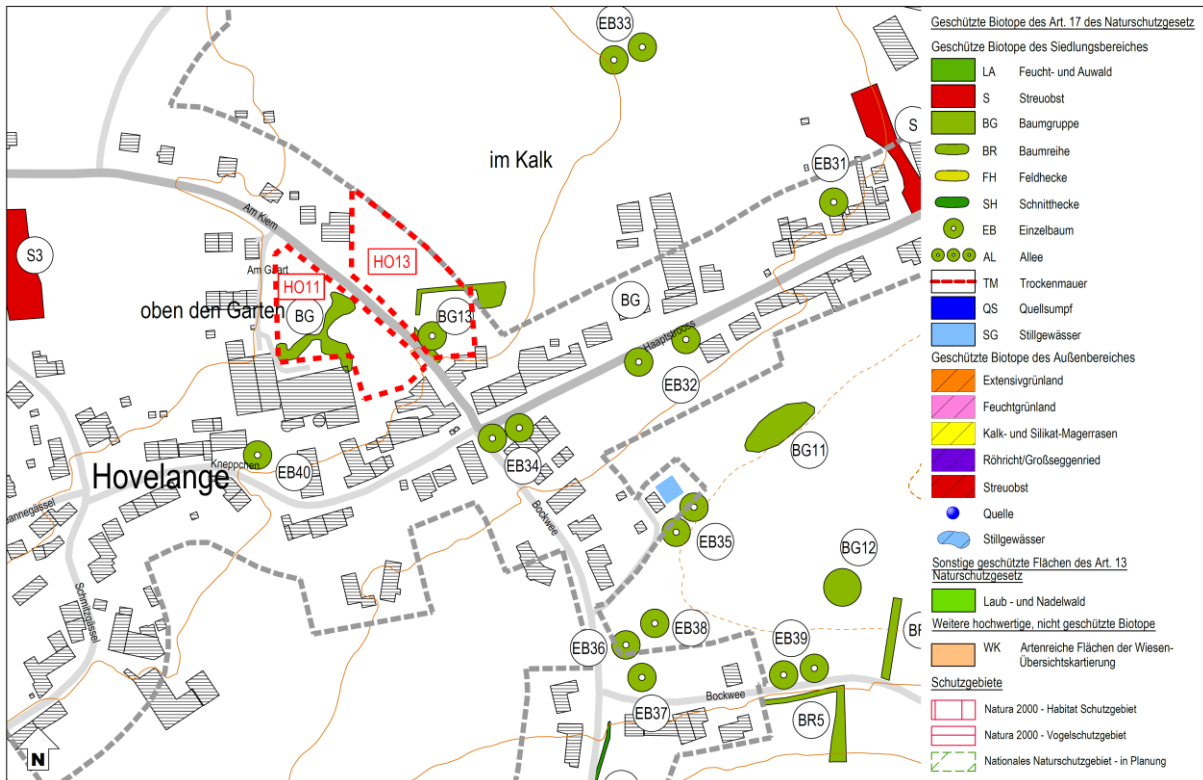 EB33
S
im Kalk
EB31
S3
Am Kiem
HO13
Am Gaart
HO11
oben den Garten
BG
BG13
BG
Haaptstrooss
EB32
BG11
EB34
Kneppchen
EB40
Hovelange
Bockwee
EB35
BG12
Schmitzgässel
EB38
EB36
EB39
EB37
Bockwee
BR5
N
Geschützte Biotope des Art. 17 des Naturschutzgesetz
Geschütze Biotope des Siedlungsbereiches
LA Feucht- und Auwald
S Streuobst
BG Baumgruppe
BR Baumreihe
FH Feldhecke
SH Schnitthecke
EB Einzelbaum
AL Allee
TM Trockenmauer
QS Quellsumpf
SG Stillgewässer
Geschützte Biotope des Außenbereiches
Extensivgrünland
Feuchtgrünland
Kalk- und Silikat-Magerrasen
Röhricht/Großseggenried
Streuobst
Quelle
Stillgewässer
Sonstige geschützte Flächen des Art. 13
Naturschutzgesetz
Laub - und Nadelwald
Weitere hochwertige, nicht geschützte Biotope
WK Artenreiche Flächen der Wiesen-
Übersichtskartierung
Schutzgebiete
Natura 2000 - Habitat Schutzgebiet
Natura 2000 - Vogelschutzgebiet
Nationales Naturschutzgebiet - in Planung